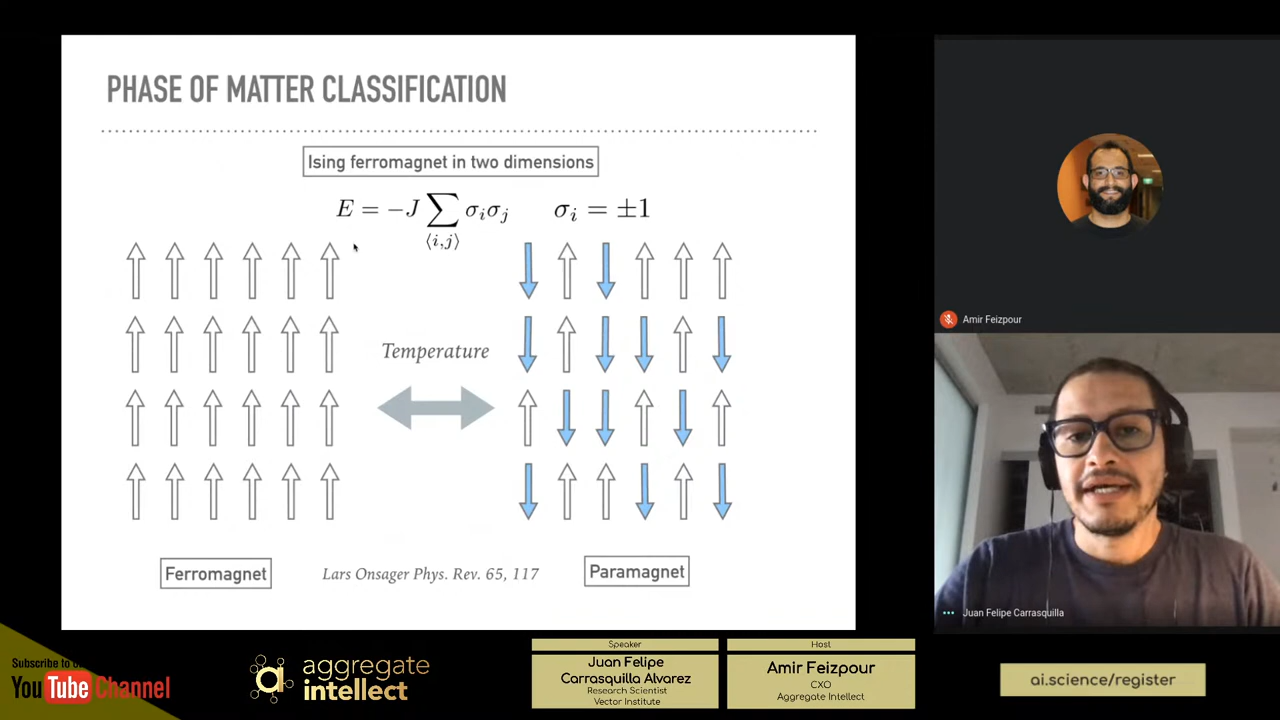 PHASE OF MATTER CLASSIFICATION
Ising ferromagnet in two dimensions
E = −J ∑ σᵢσⱼ σᵢ = ±1
⟨i,j⟩
Temperature
Ferromagnet
Lars Onsager Phys. Rev. 65, 117
Paramagnet
Amir Feizpour
Juan Felipe Carrasquilla
Subscribe to
YouTube Channel
aggregate
intellect
Speaker
Juan Felipe
Carrasquilla Alvarez
Research Scientist
Vector Institute
Host
Amir Feizpour
CXO
Aggregate Intellect
ai.science/register